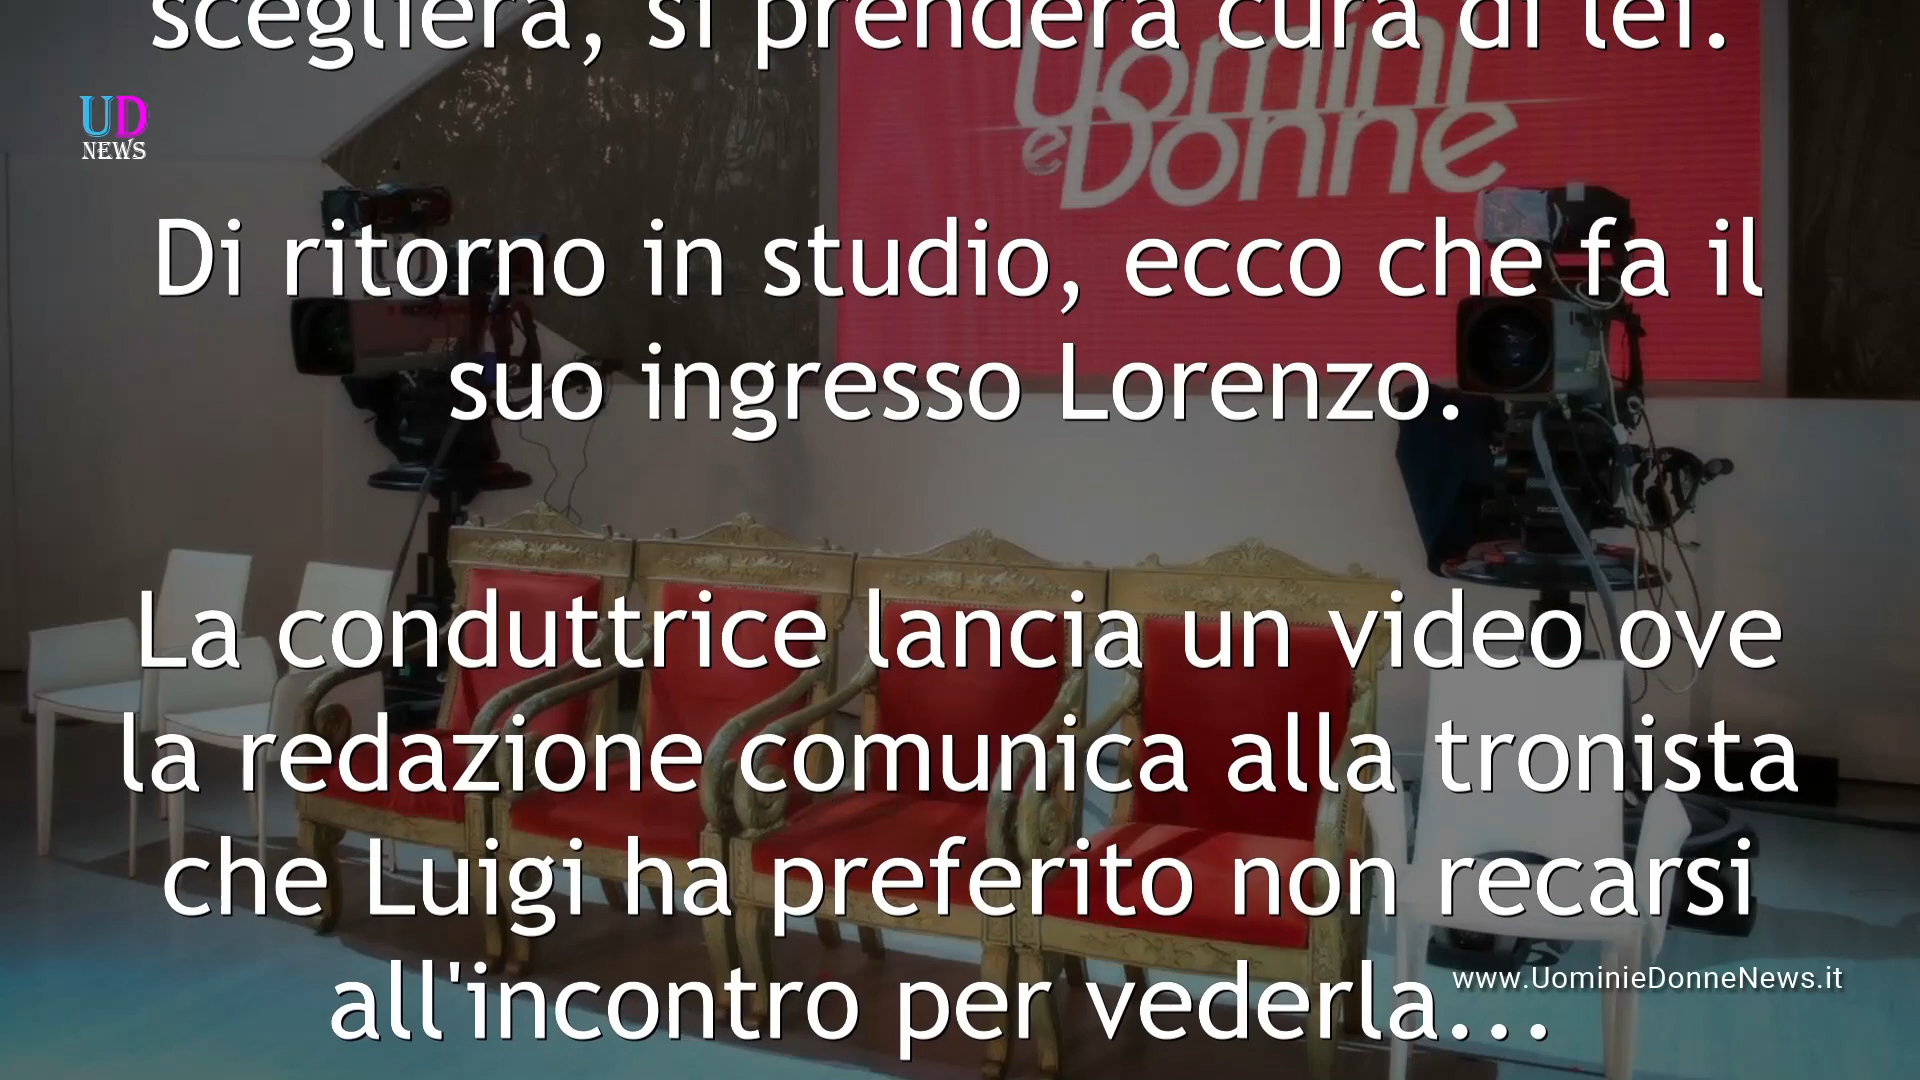 sceglierà, si prenderà cura di lei.
Uomini
e Donne
UD
NEWS
Di ritorno in studio, ecco che fa il
suo ingresso Lorenzo.
La conduttrice lancia un video ove
la redazione comunica alla tronista
che Luigi ha preferito non recarsi
all'incontro per vederla...
www.UominieDonneNews.it